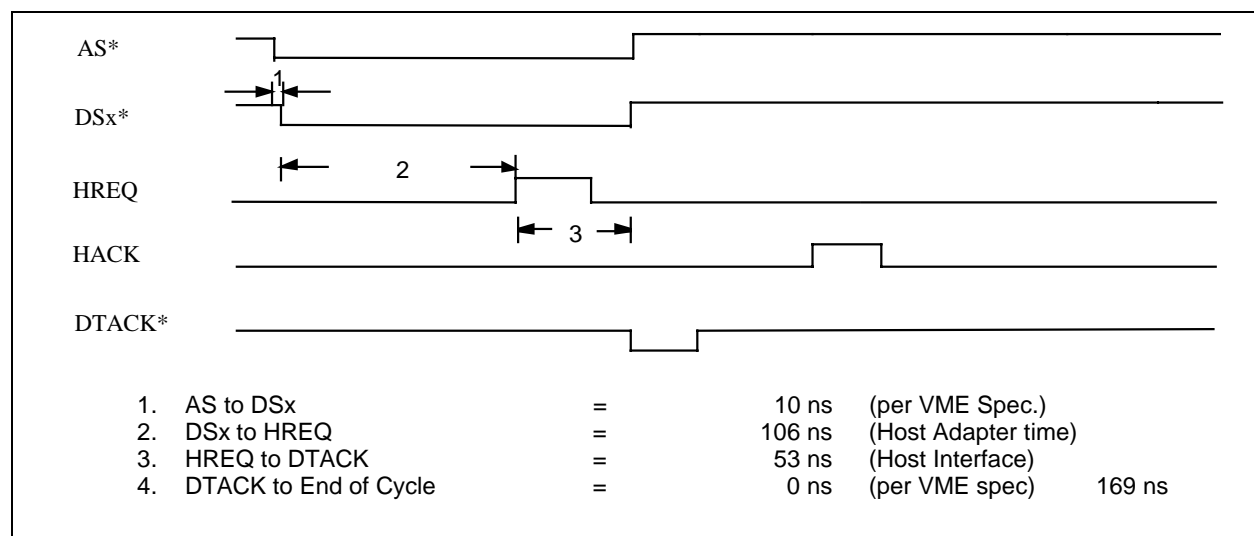 AS*
1
DSx*
2
HREQ
3
HACK
DTACK*
1. AS to DSx = 10 ns (per VME Spec.)
2. DSx to HREQ = 106 ns (Host Adapter time)
3. HREQ to DTACK = 53 ns (Host Interface)
4. DTACK to End of Cycle = 0 ns (per VME spec) 169 ns